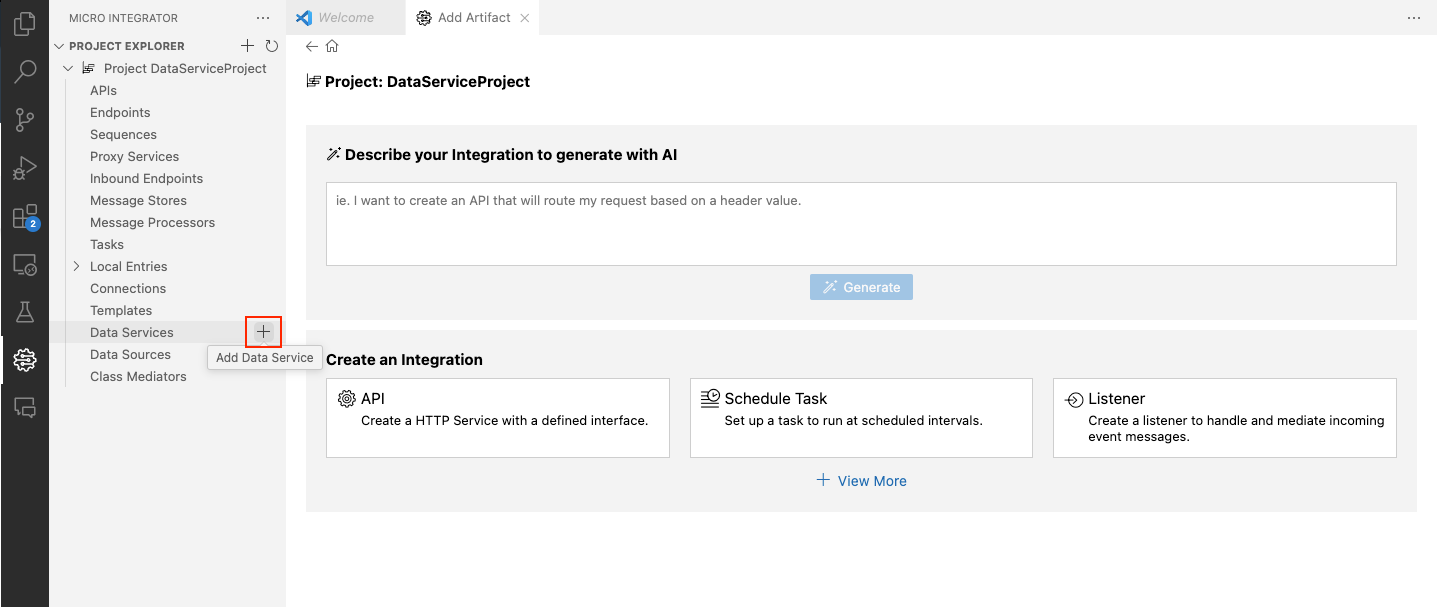 MICRO INTEGRATOR
Welcome
Add Artifact
PROJECT EXPLORER
Project DataServiceProject
APIs
Endpoints
Sequences
Proxy Services
Inbound Endpoints
Message Stores
Message Processors
Tasks
Local Entries
Connections
Templates
Data Services
Data Sources
Class Mediators
Add Data Service
2
Project: DataServiceProject
Describe your Integration to generate with AI
ie. I want to create an API that will route my request based on a header value.
Generate
Create an Integration
API
Create a HTTP Service with a defined interface.
Schedule Task
Set up a task to run at scheduled intervals.
Listener
Create a listener to handle and mediate incoming
event messages.
View More